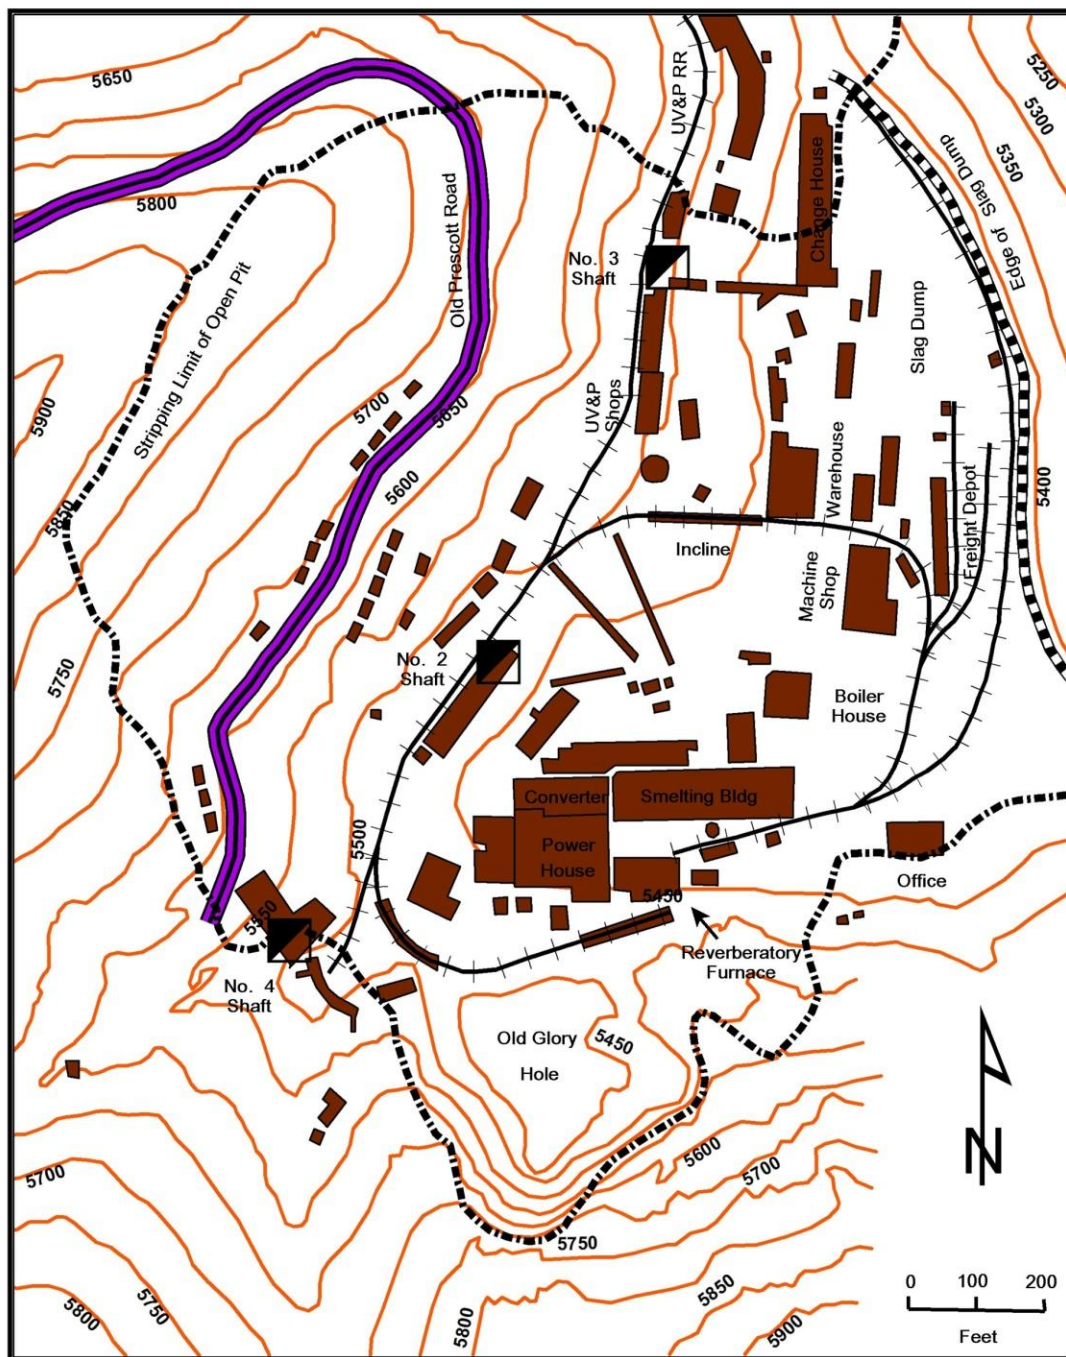 5650
UV&P RR
5250
5300
5350
Change House
Edge of Slag Dump
5800
Old Prescott Road
No. 3
Shaft
Stripping Limit of Open Pit
Slag Dump
5900
5700
5650
UV&P
Shops
5600
Warehouse
5400
5850
Freight Depot
Incline
Machine
Shop
5750
No. 2
Shaft
Boiler
House
Converter
Smelting Bldg
5500
Power
House
Office
5450
5550
Reverberatory
Furnace
No. 4
Shaft
Old Glory
Hole
5450
N
5600
5700
5700
5750
5750
5800
5800
5850
5900
0 100 200
Feet